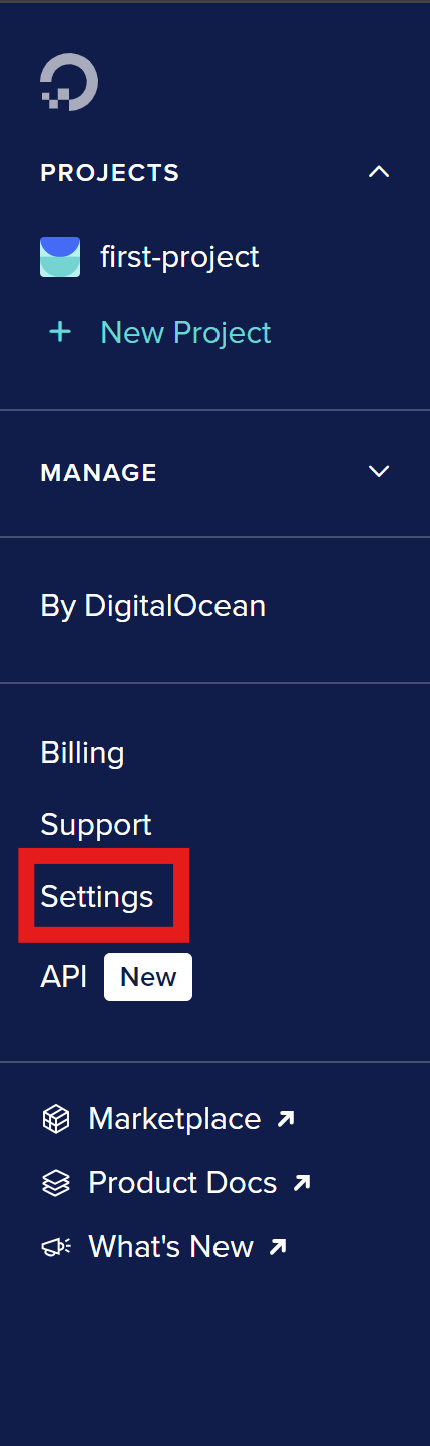 PROJECTS
first-project
+ New Project
MANAGE
By DigitalOcean
Billing
Support
Settings
API New
Marketplace
Product Docs
What's New